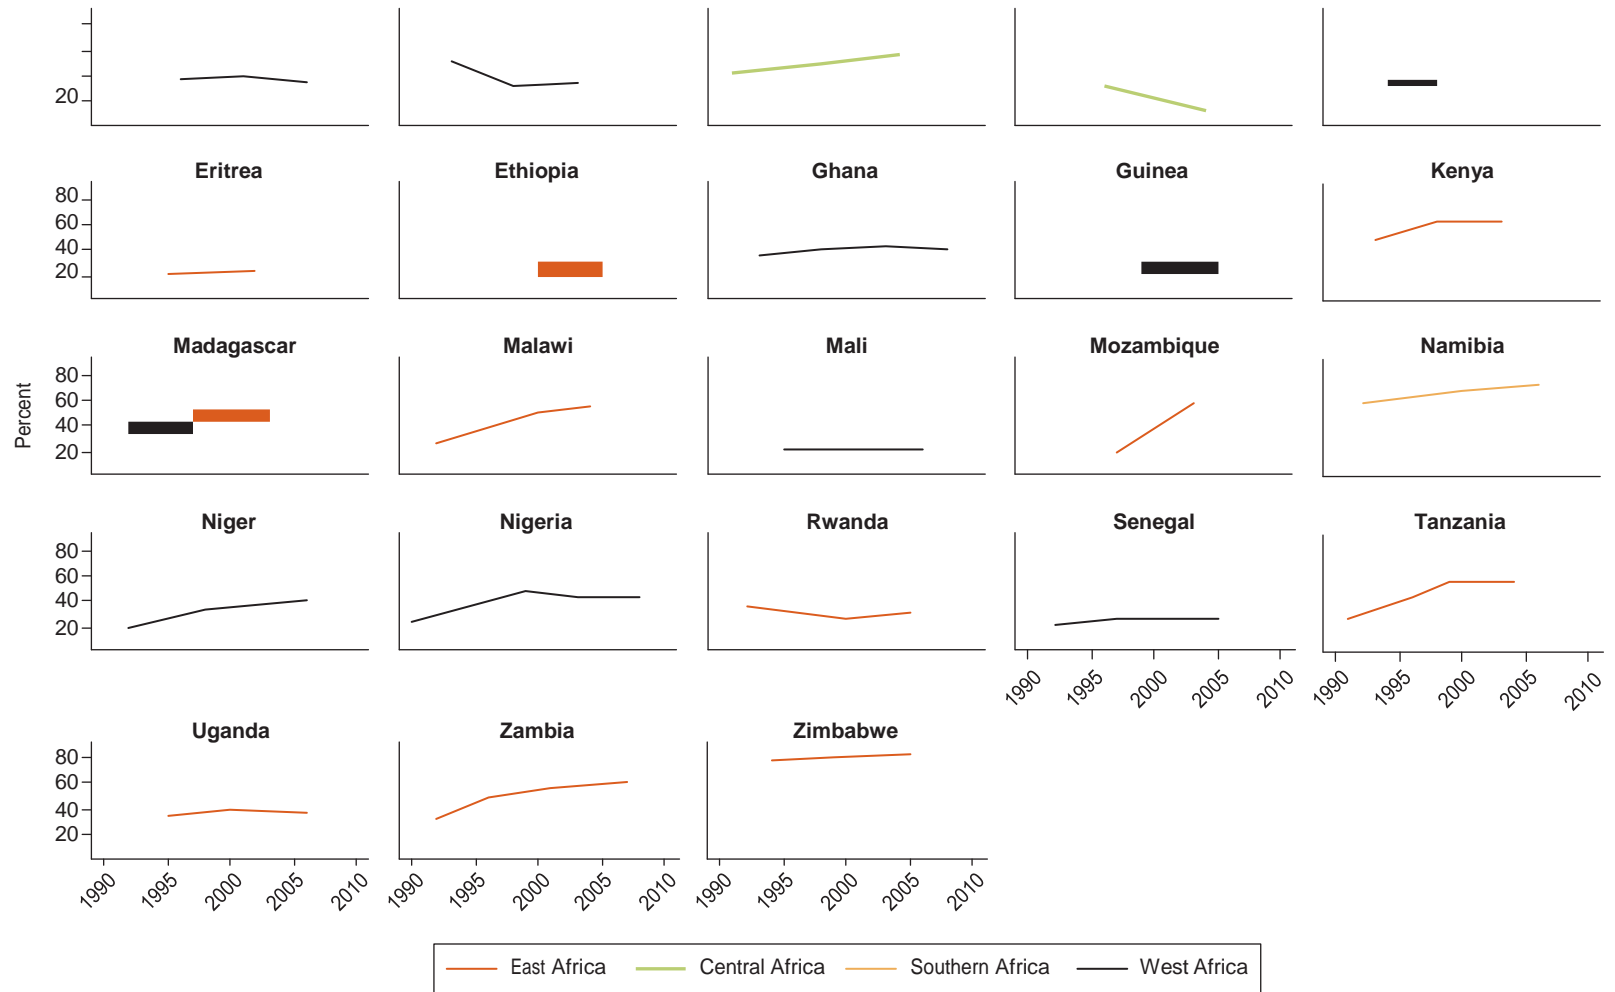 20
Eritrea Ethiopia Ghana Guinea Kenya
80
60
40
20
Madagascar Malawi Mali Mozambique Namibia
Percent
80
60
40
20
Niger Nigeria Rwanda Senegal Tanzania
80
60
40
20
1990 1995 2000 2005 2010 1990 1995 2000 2005 2010
Uganda Zambia Zimbabwe
80
60
40
20
1990 1995 2000 2005 2010 1990 1995 2000 2005 2010 1990 1995 2000 2005 2010
East Africa Central Africa Southern Africa West Africa